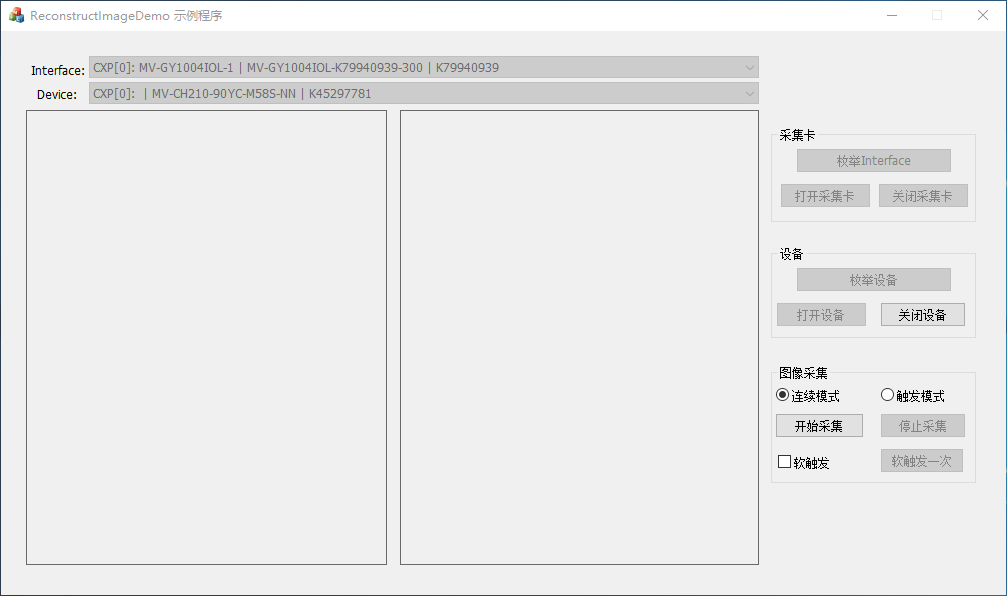 ReconstructImageDemo 示例程序
Interface: CXP[0]: MV-GY1004IOL-1 | MV-GY1004IOL-K79940939-300 | K79940939
Device: CXP[0]: | MV-CH210-90YC-M58S-NN | K45297781
采集卡
枚举Interface
打开采集卡 关闭采集卡
设备
枚举设备
打开设备 关闭设备
图像采集
连续模式 触发模式
开始采集 停止采集
软触发 软触发一次